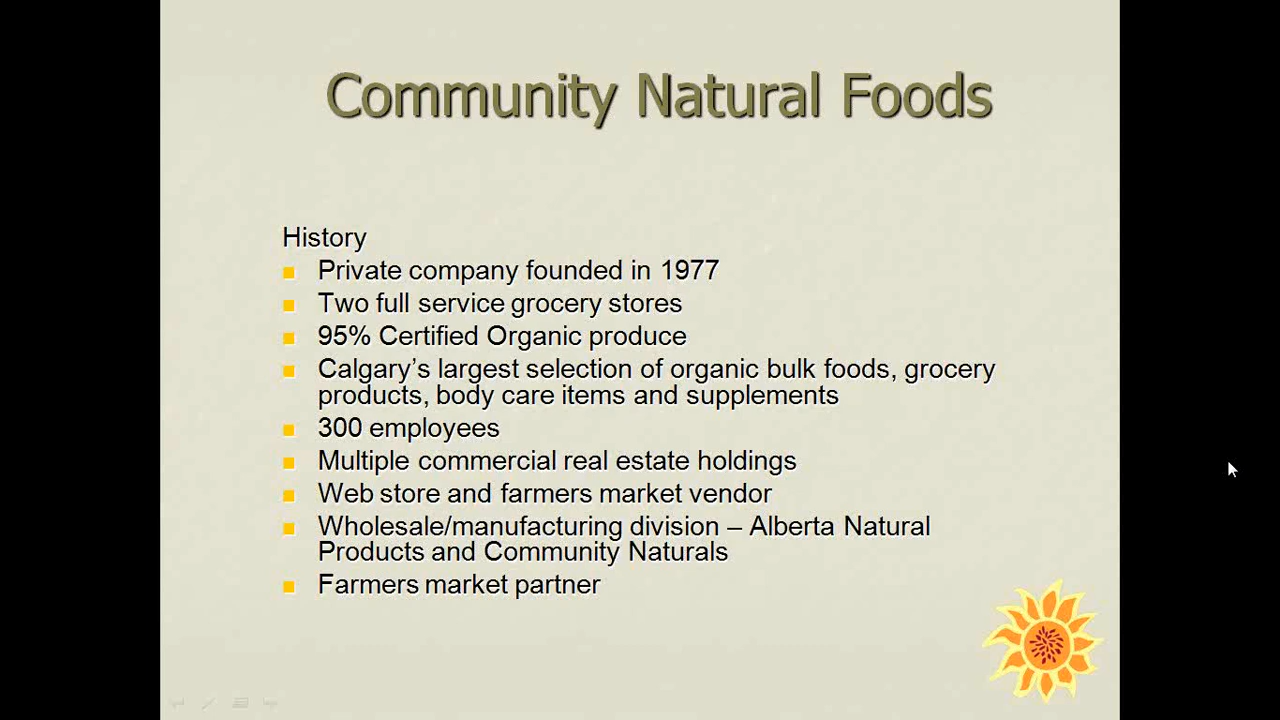 Community Natural Foods
History
Private company founded in 1977
Two full service grocery stores
95% Certified Organic produce
Calgary’s largest selection of organic bulk foods, grocery
products, body care items and supplements
300 employees
Multiple commercial real estate holdings
Web store and farmers market vendor
Wholesale/manufacturing division – Alberta Natural
Products and Community Naturals
Farmers market partner